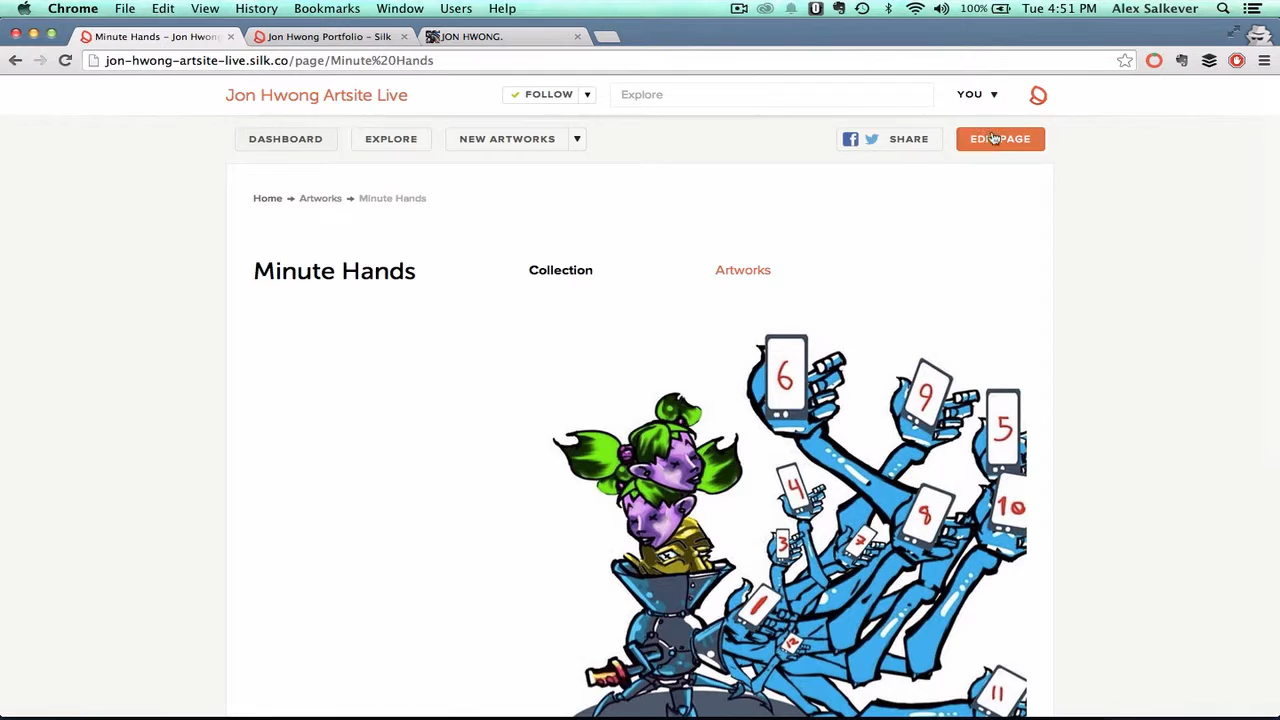 Chrome File Edit View History Bookmarks Window Users Help 100% Tue 4:51 PM Alex Salkever
Minute Hands – Jon Hwong Jon Hwong Portfolio – Silk JON HWONG.
jon-hwong-artsite-live.silk.co/page/Minute%20Hands
Jon Hwong Artsite Live FOLLOW Explore YOU
DASHBOARD EXPLORE NEW ARTWORKS SHARE EDIT PAGE
Home → Artworks → Minute Hands
Minute Hands Collection Artworks
6
9
5
4
10
8
3
7
1
12
11